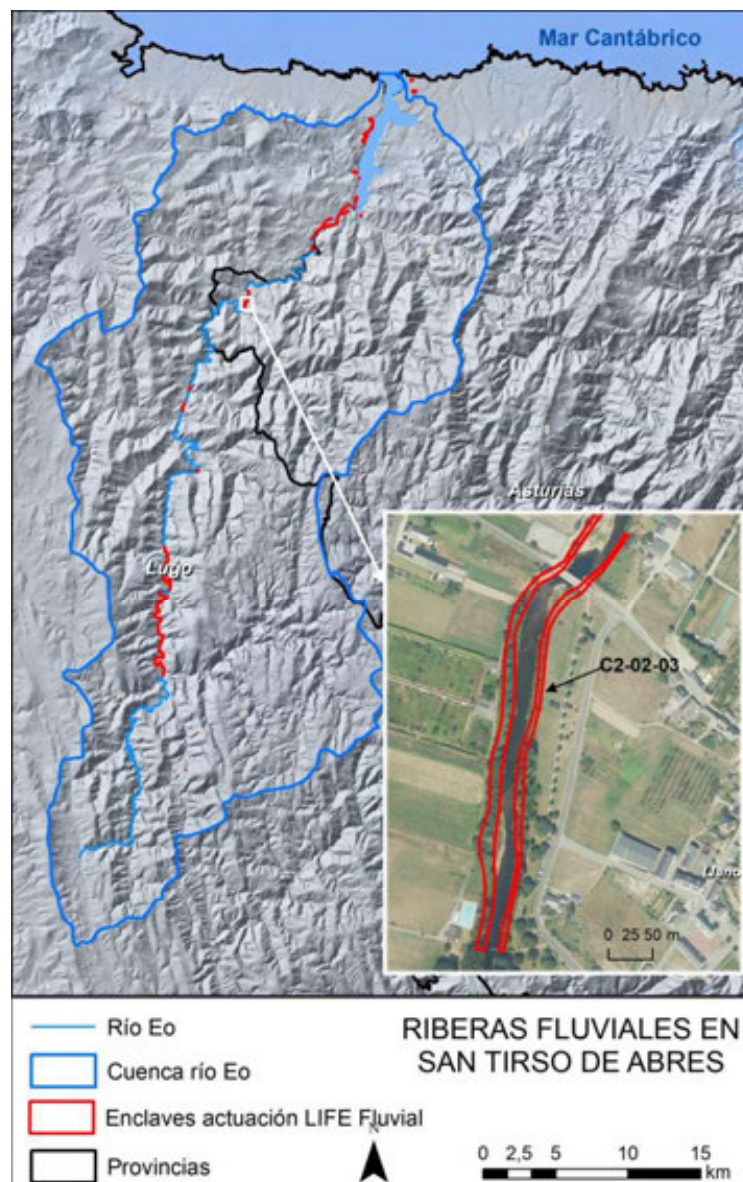 Mar Cantábrico
Asturias
Lugo
C2-02-03
Llano
0 25 50 m
Río Eo
Cuenca río Eo
Enclaves actuación LIFE Fluvial
Provincias
RIBERAS FLUVIALES EN
SAN TIRSO DE ABRES
N
0 2,5 5 10 15
km